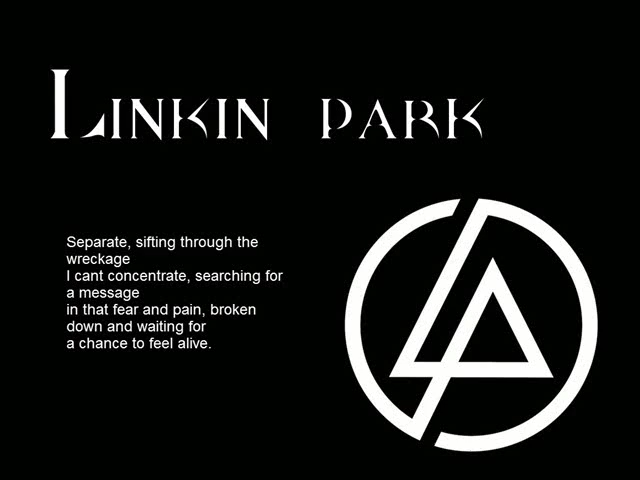 Linkin park
Separate, sifting through the
wreckage
I cant concentrate, searching for
a message
in that fear and pain, broken
down and waiting for
a chance to feel alive.